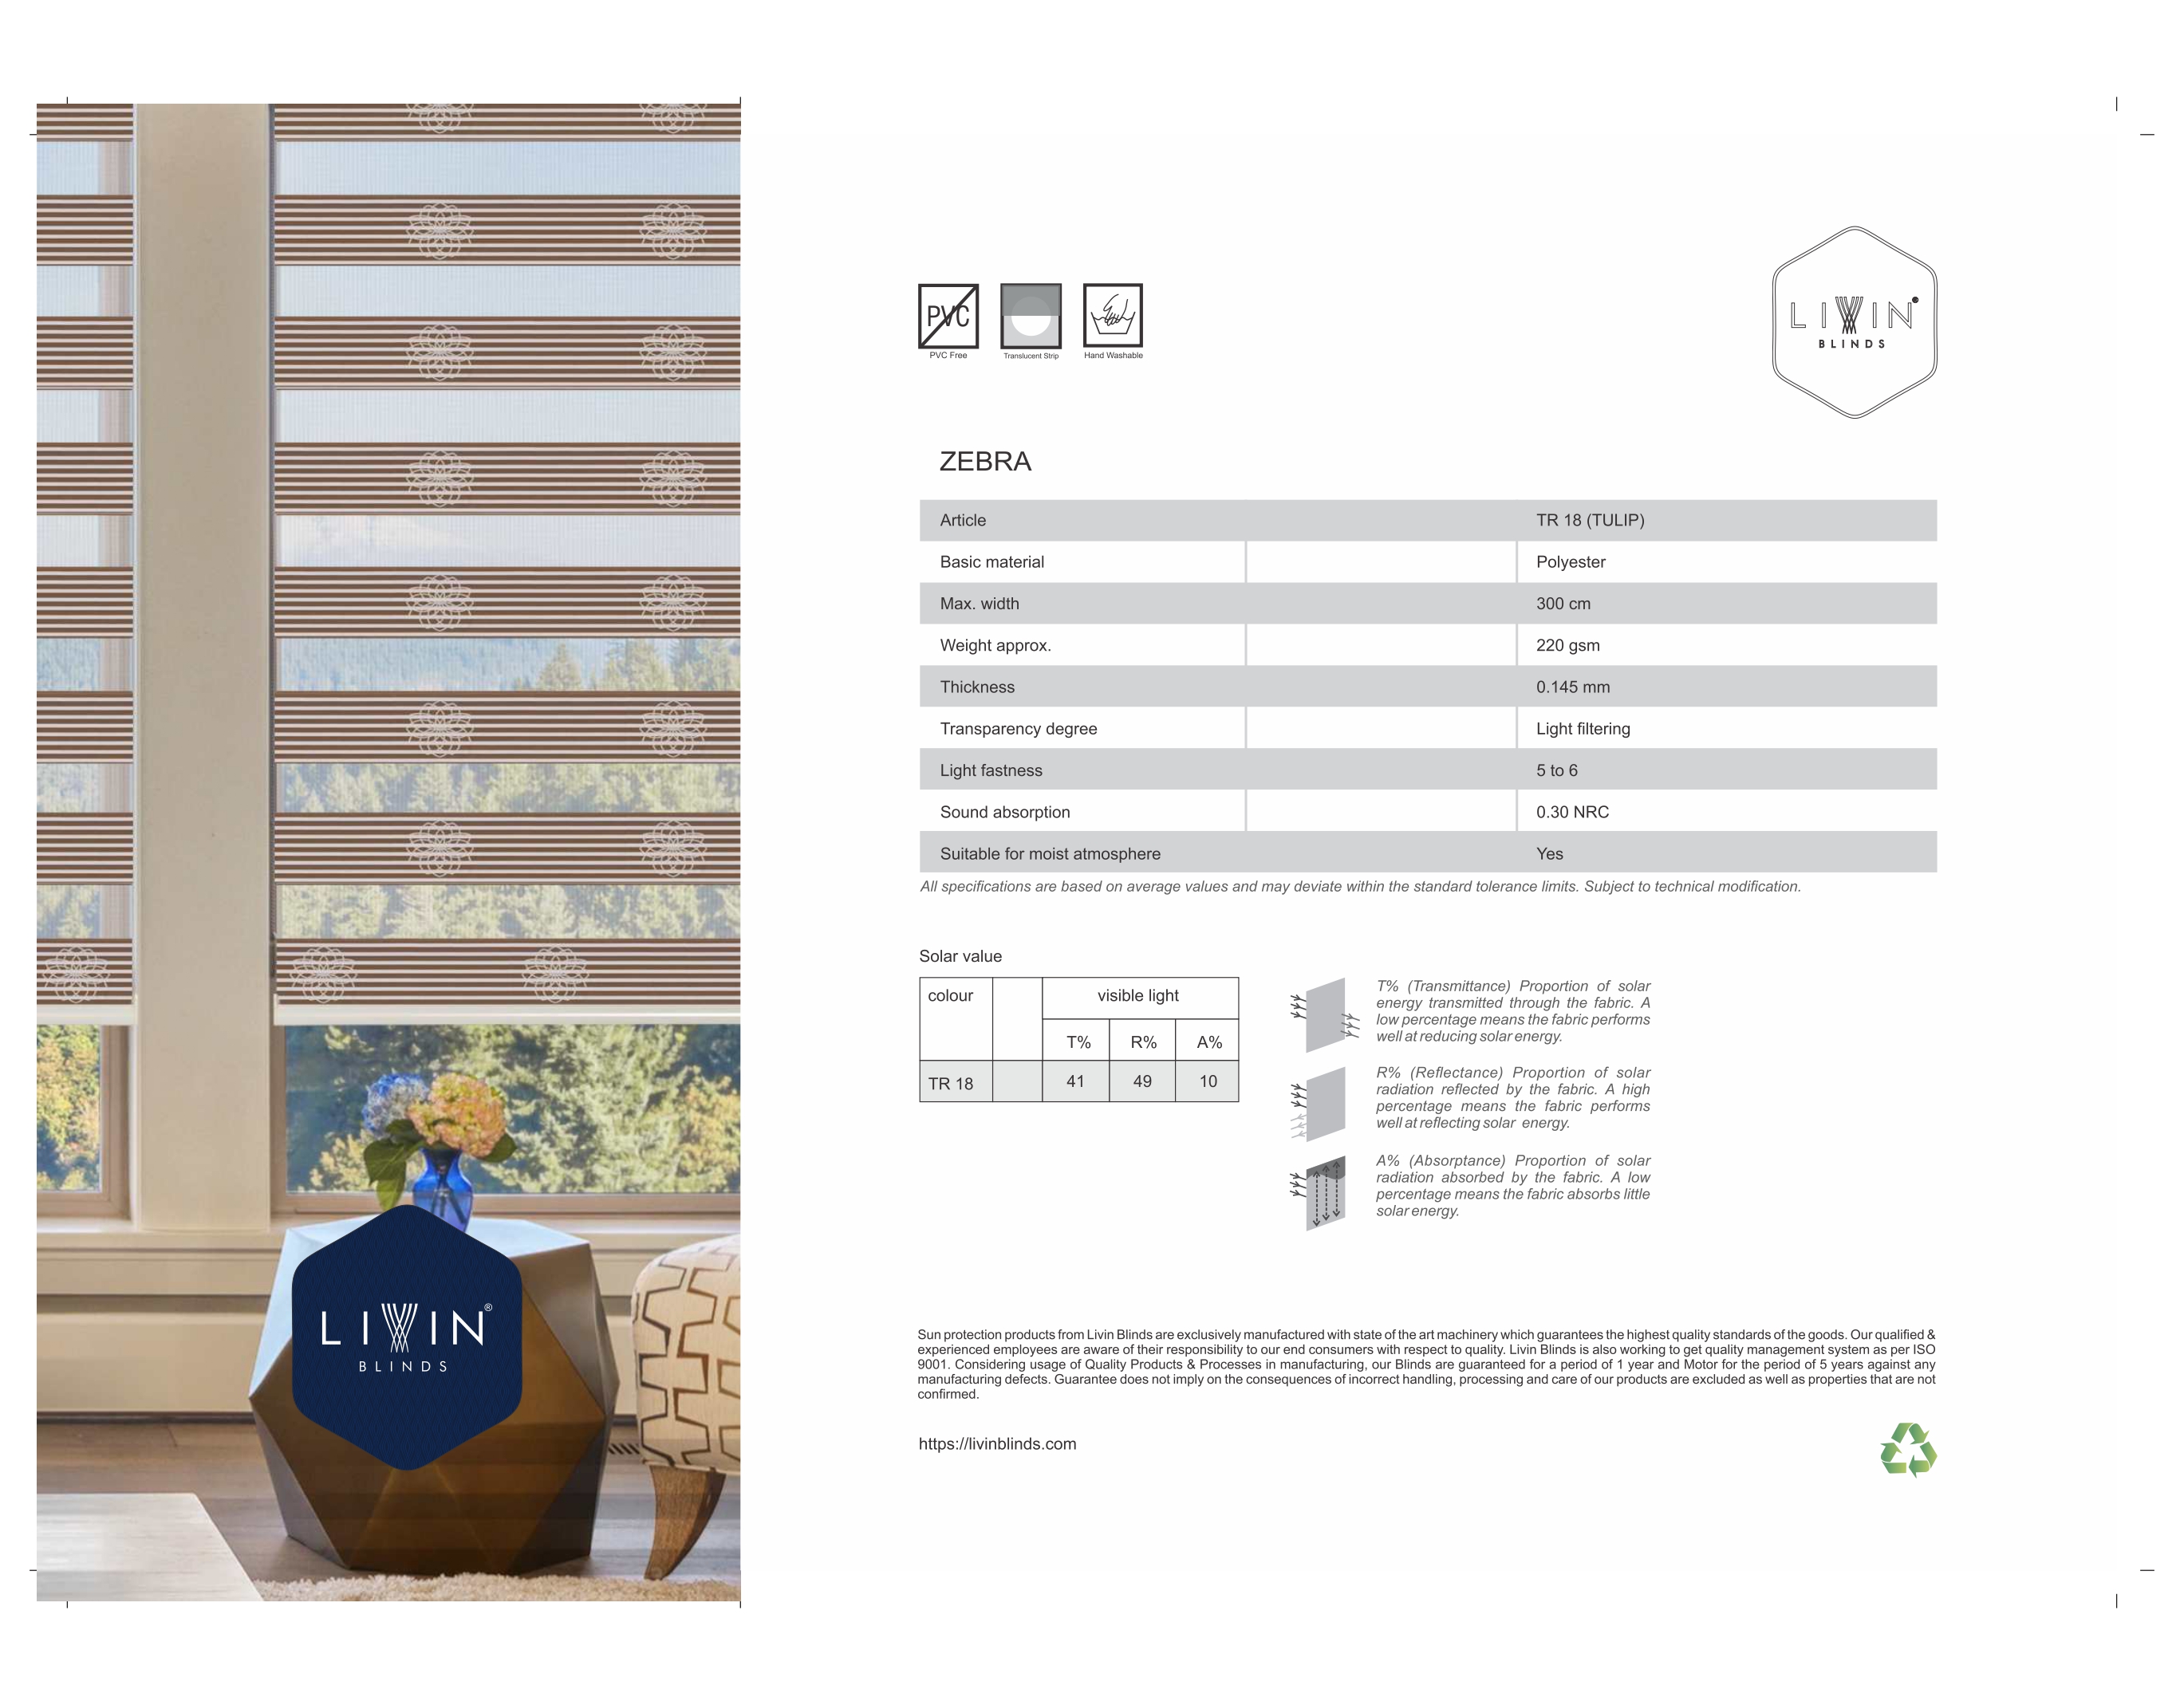 LIVIN®
BLINDS
PVC
PVC Free
Translucent Strip
Hand Washable
LIVIN®
BLINDS
ZEBRA
Article TR 18 (TULIP)
Basic material Polyester
Max. width 300 cm
Weight approx. 220 gsm
Thickness 0.145 mm
Transparency degree Light filtering
Light fastness 5 to 6
Sound absorption 0.30 NRC
Suitable for moist atmosphere Yes
All specifications are based on average values and may deviate within the standard tolerance limits. Subject to technical modification.
Solar value
colour visible light
T% R% A%
TR 18 41 49 10
T% (Transmittance) Proportion of solar
energy transmitted through the fabric. A
low percentage means the fabric performs
well at reducing solar energy.
R% (Reflectance) Proportion of solar
radiation reflected by the fabric. A high
percentage means the fabric performs
well at reflecting solar energy.
A% (Absorptance) Proportion of solar
radiation absorbed by the fabric. A low
percentage means the fabric absorbs little
solar energy.
Sun protection products from Livin Blinds are exclusively manufactured with state of the art machinery which guarantees the highest quality standards of the goods. Our qualified &
experienced employees are aware of their responsibility to our end consumers with respect to quality. Livin Blinds is also working to get quality management system as per ISO
9001. Considering usage of Quality Products & Processes in manufacturing, our Blinds are guaranteed for a period of 1 year and Motor for the period of 5 years against any
manufacturing defects. Guarantee does not imply on the consequences of incorrect handling, processing and care of our products are excluded as well as properties that are not
confirmed.
https://livinblinds.com